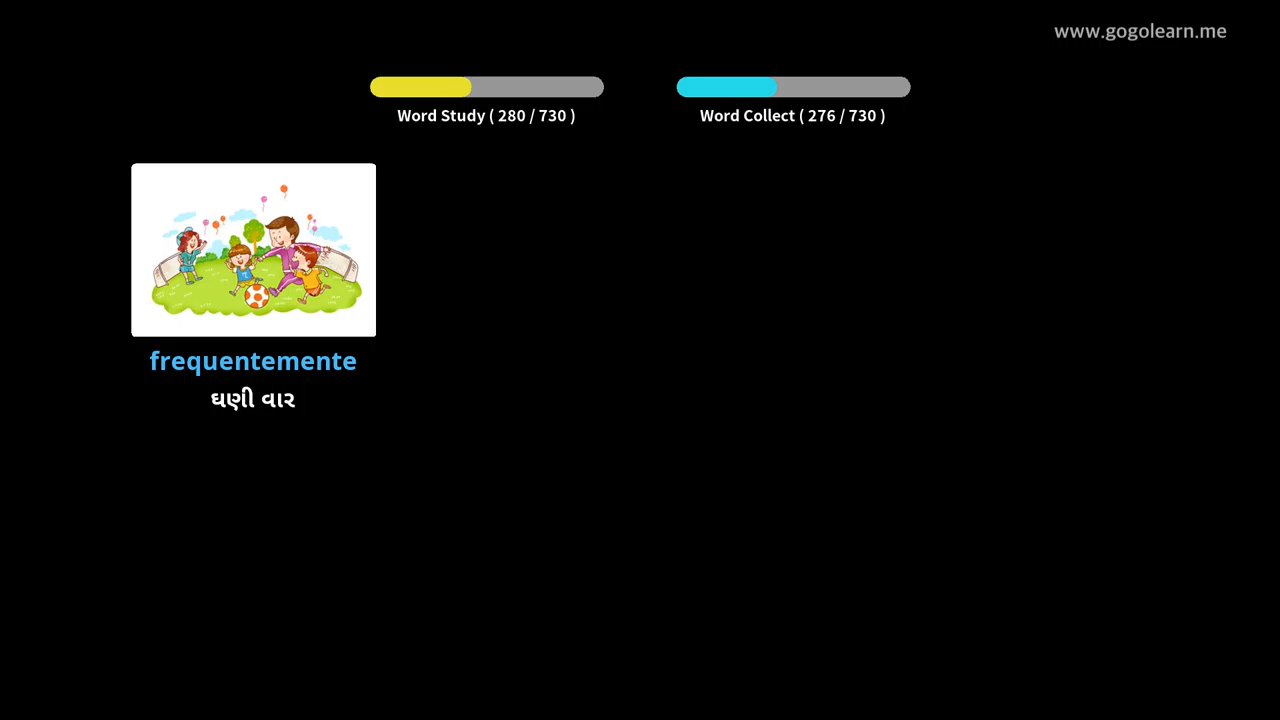 www.gogolearn.me
Word Study ( 280 / 730 )
Word Collect ( 276 / 730 )
frequentemente
ઘણી વાર